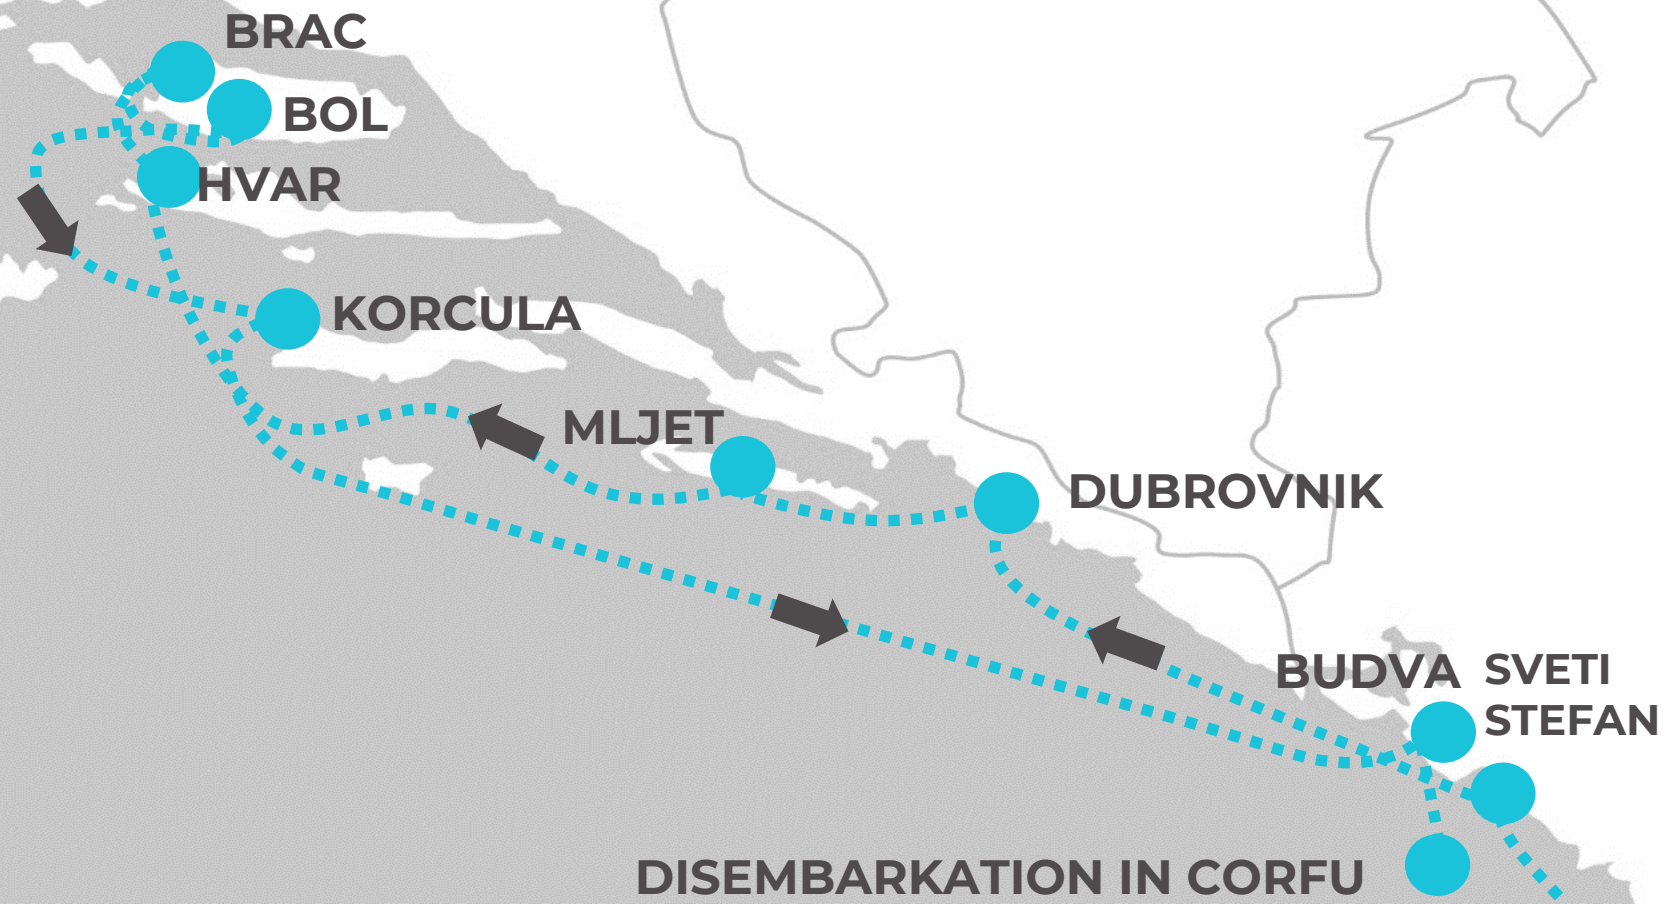 BRAC
BOL
HVAR
KORCULA
MLJET
DUBROVNIK
BUDVA
SVETI
STEFAN
DISEMBARKATION IN CORFU